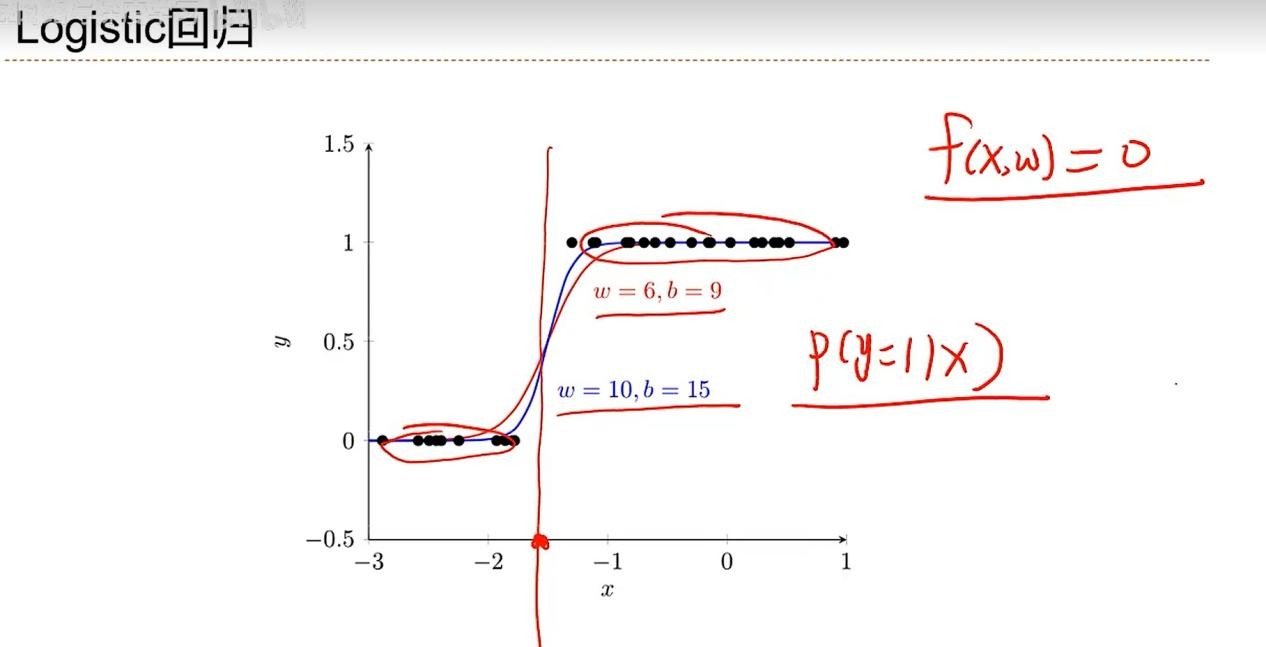 Logistic回归
f(x,w) = 0
1.5
1
w = 6, b = 9
0.5
y
p(y=1|x)
w = 10, b = 15
0
−0.5
−3 −2 −1 0 1
x